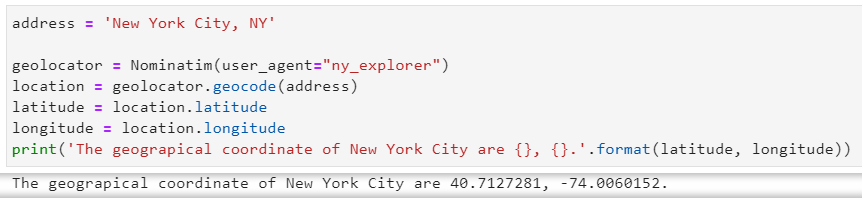 address = 'New York City, NY'
geolocator = Nominatim(user_agent="ny_explorer")
location = geolocator.geocode(address)
latitude = location.latitude
longitude = location.longitude
print('The geograpical coordinate of New York City are {}, {}.'.format(latitude, longitude))
The geograpical coordinate of New York City are 40.7127281, -74.0060152.